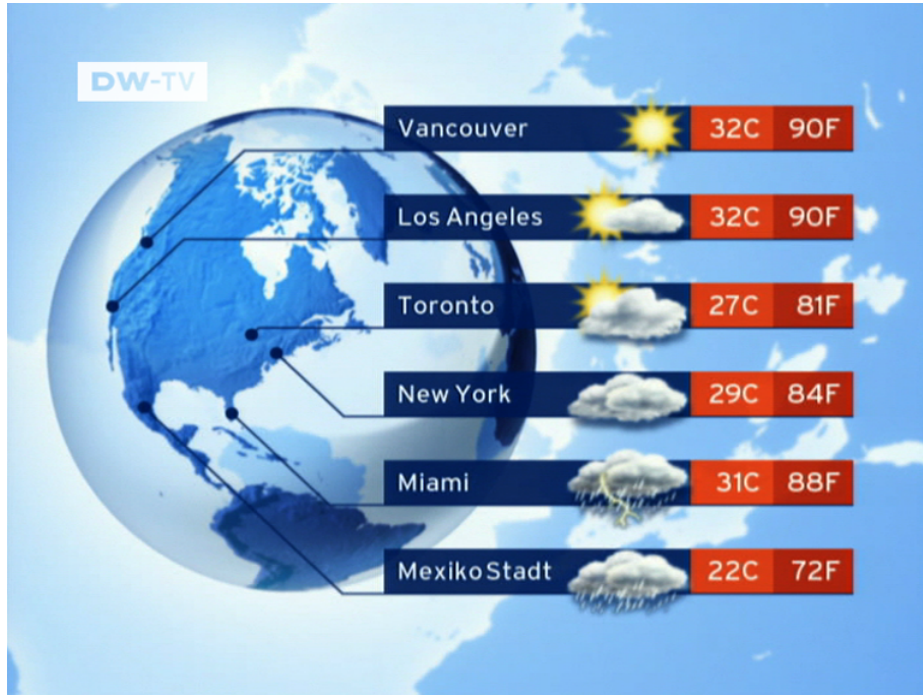 DW-TV
Vancouver 32C 90F
Los Angeles 32C 90F
Toronto 27C 81F
New York 29C 84F
Miami 31C 88F
Mexiko Stadt 22C 72F